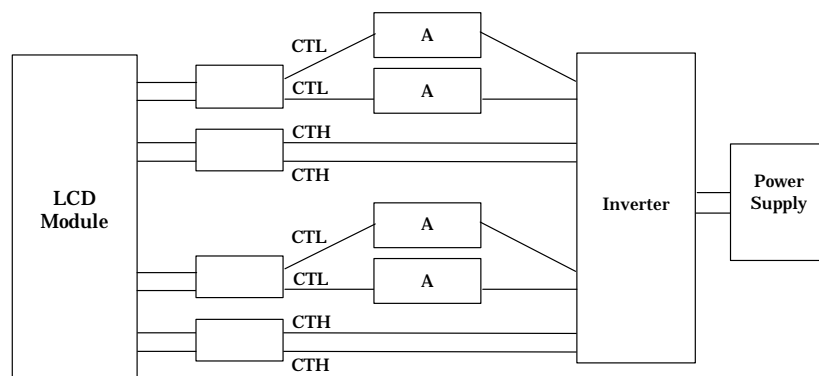 CTL
A
CTL
A
CTH
CTH
LCD
Module
CTL
A
CTL
A
CTH
CTH
Inverter
Power
Supply